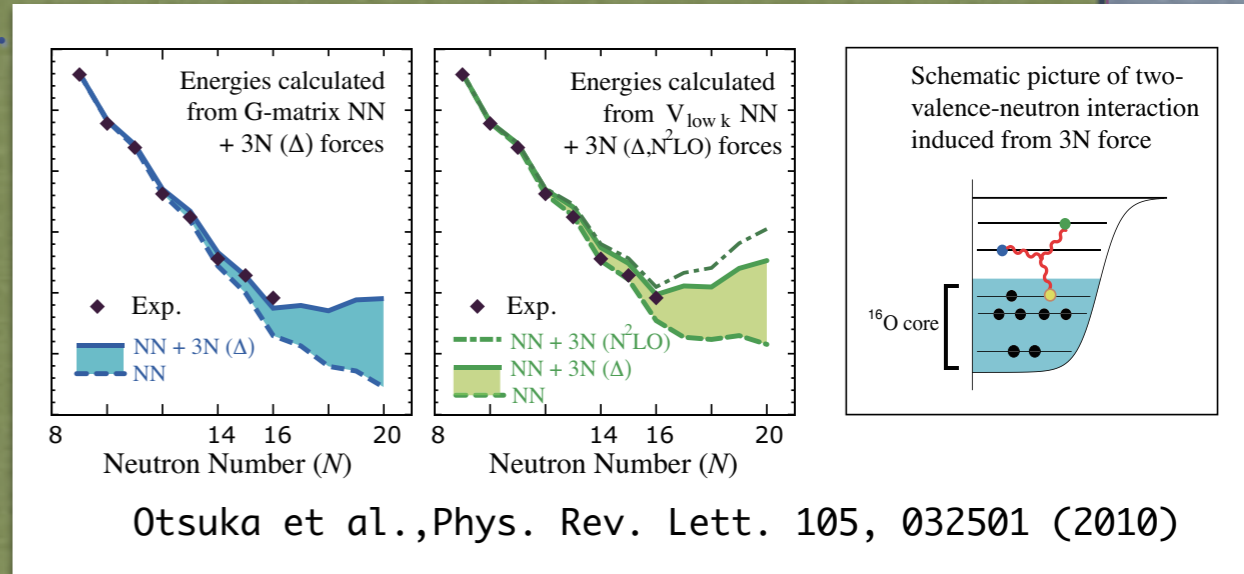 Energies calculated
from G-matrix NN
+ 3N (Δ) forces
Exp.
NN + 3N (Δ)
NN
8 14 16 20
Neutron Number (N)
Energies calculated
from V_low k NN
+ 3N (Δ,N²LO) forces
Exp.
NN + 3N (N²LO)
NN + 3N (Δ)
NN
8 14 16 20
Neutron Number (N)
Schematic picture of two-
valence-neutron interaction
induced from 3N force
¹⁶O core
Otsuka et al.,Phys. Rev. Lett. 105, 032501 (2010)